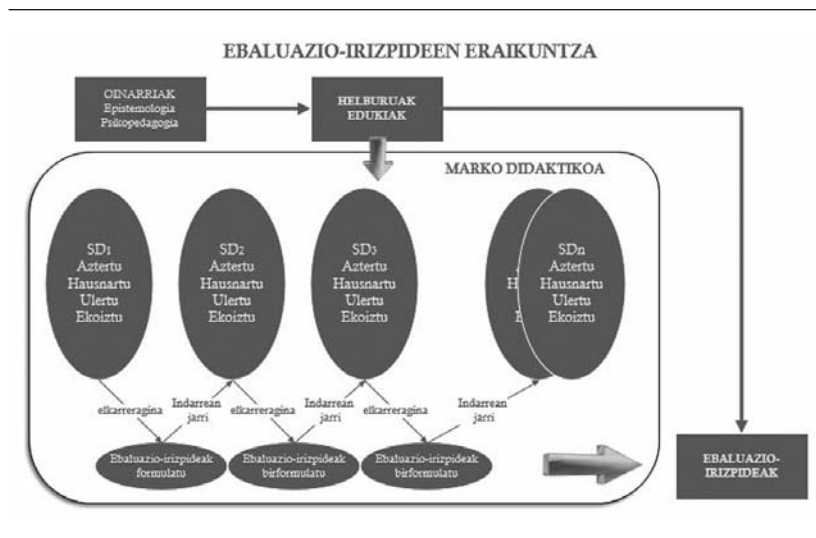 EBALUAZIO-IRIZPIDEEN ERAIKUNTZA
OINARRIAK
Epistemologia
Psikopedagogia
HELBURUAK
EDUKIAK
MARKO DIDAKTIKOA
SD1
Aztertu
Hausnartu
Ulertu
Ekoiztu
SD2
Aztertu
Hausnartu
Ulertu
Ekoiztu
SD3
Aztertu
Hausnartu
Ulertu
Ekoiztu
SDn
Aztertu
Hausnartu
Ulertu
Ekoiztu
elkarreragina
Indarrean
jarri
elkarreragina
Indarrean
jarri
elkarreragina
Indarrean
jarri
Ebaluazio-irizpideak
formulatu
Ebaluazio-irizpideak
birformulatu
Ebaluazio-irizpideak
birformulatu
EBALUAZIO-
IRIZPIDEAK